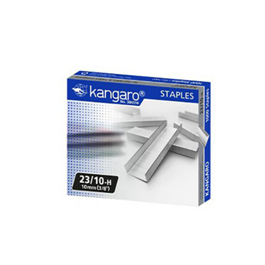 kangaro®
STAPLES
23/10-H
10mm (3/8")
KANGARO